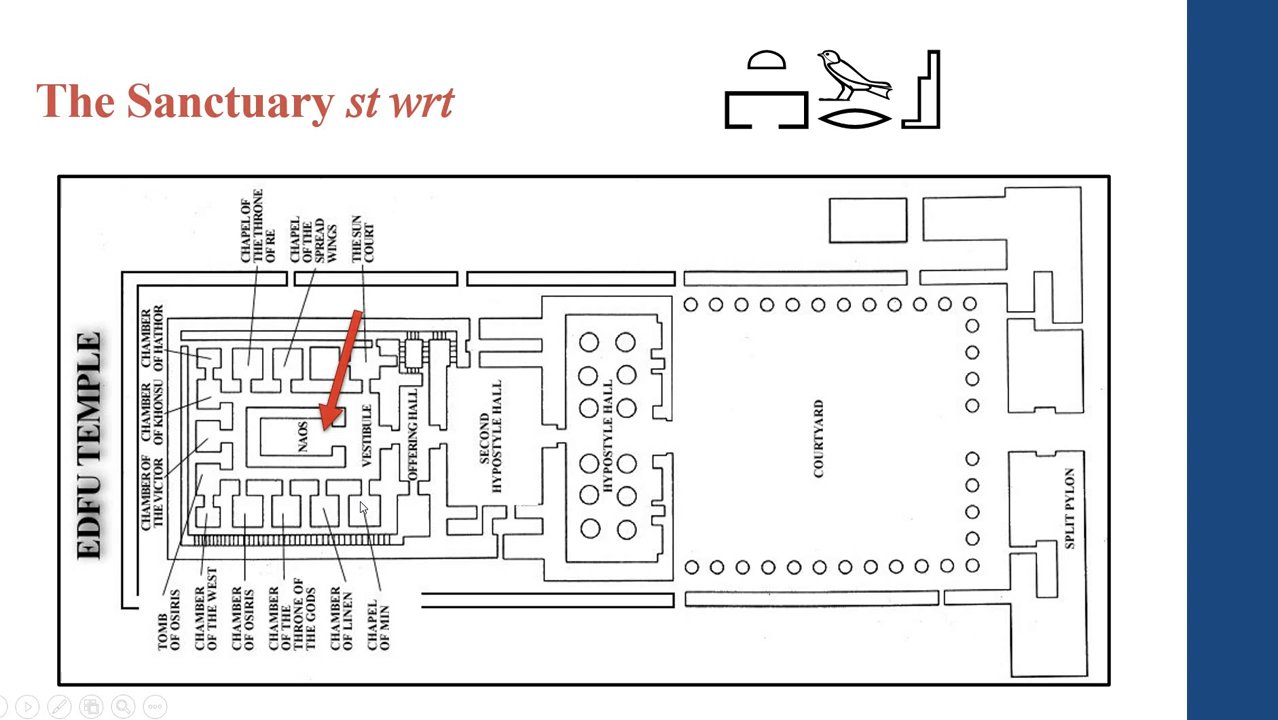 The Sanctuary st wrt
𓊨𓅨𓂋𓏏𓉐
EDFU TEMPLE
CHAPEL OF
THE THRONE
OF RE
CHAPEL
OF THE
SPREAD
WINGS
THE SUN
COURT
CHAMBER
OF HATHOR
CHAMBER
OF KHONSU
CHAMBER OF
THE VICTOR
NAOS
VESTIBULE
OFFERING HALL
SECOND
HYPOSTYLE HALL
HYPOSTYLE HALL
COURTYARD
SPLIT PYLON
TOMB
OF OSIRIS
CHAMBER
OF THE WEST
CHAMBER
OF OSIRIS
CHAMBER
OF THE
THRONE OF
THE GODS
CHAMBER
OF LINEN
CHAPEL
OF MIN